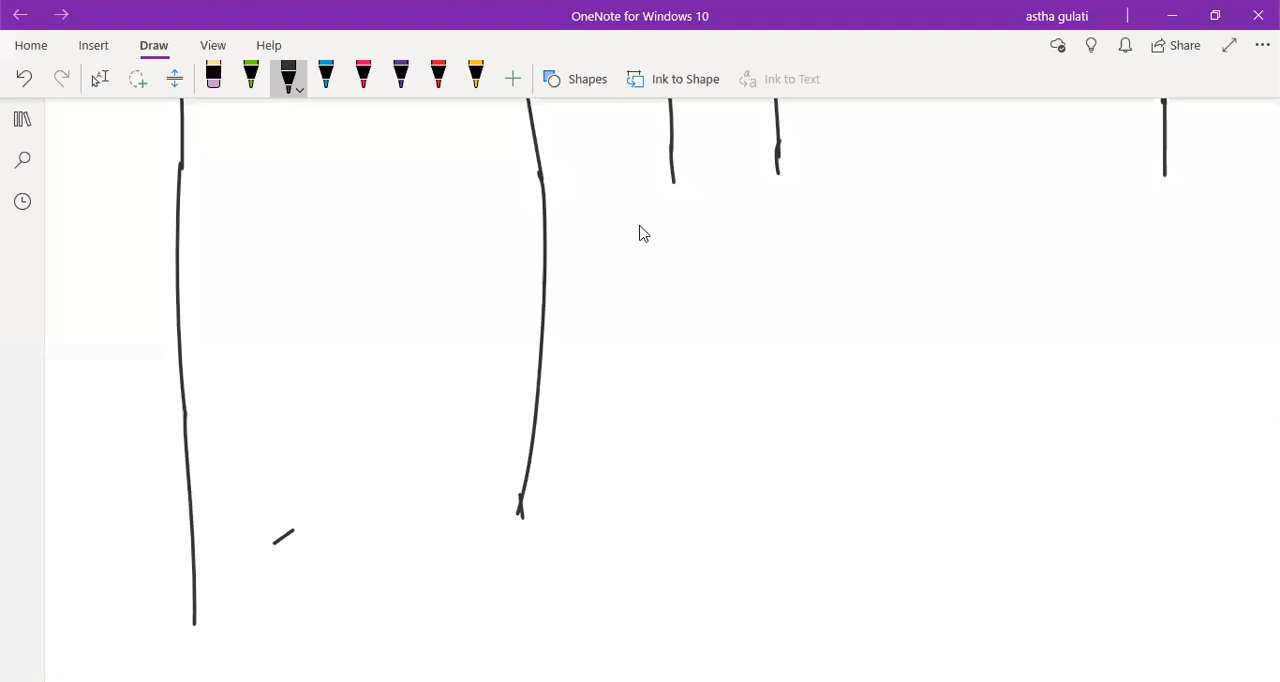 OneNote for Windows 10
astha gulati
Home Insert Draw View Help
Share
Shapes Ink to Shape Ink to Text